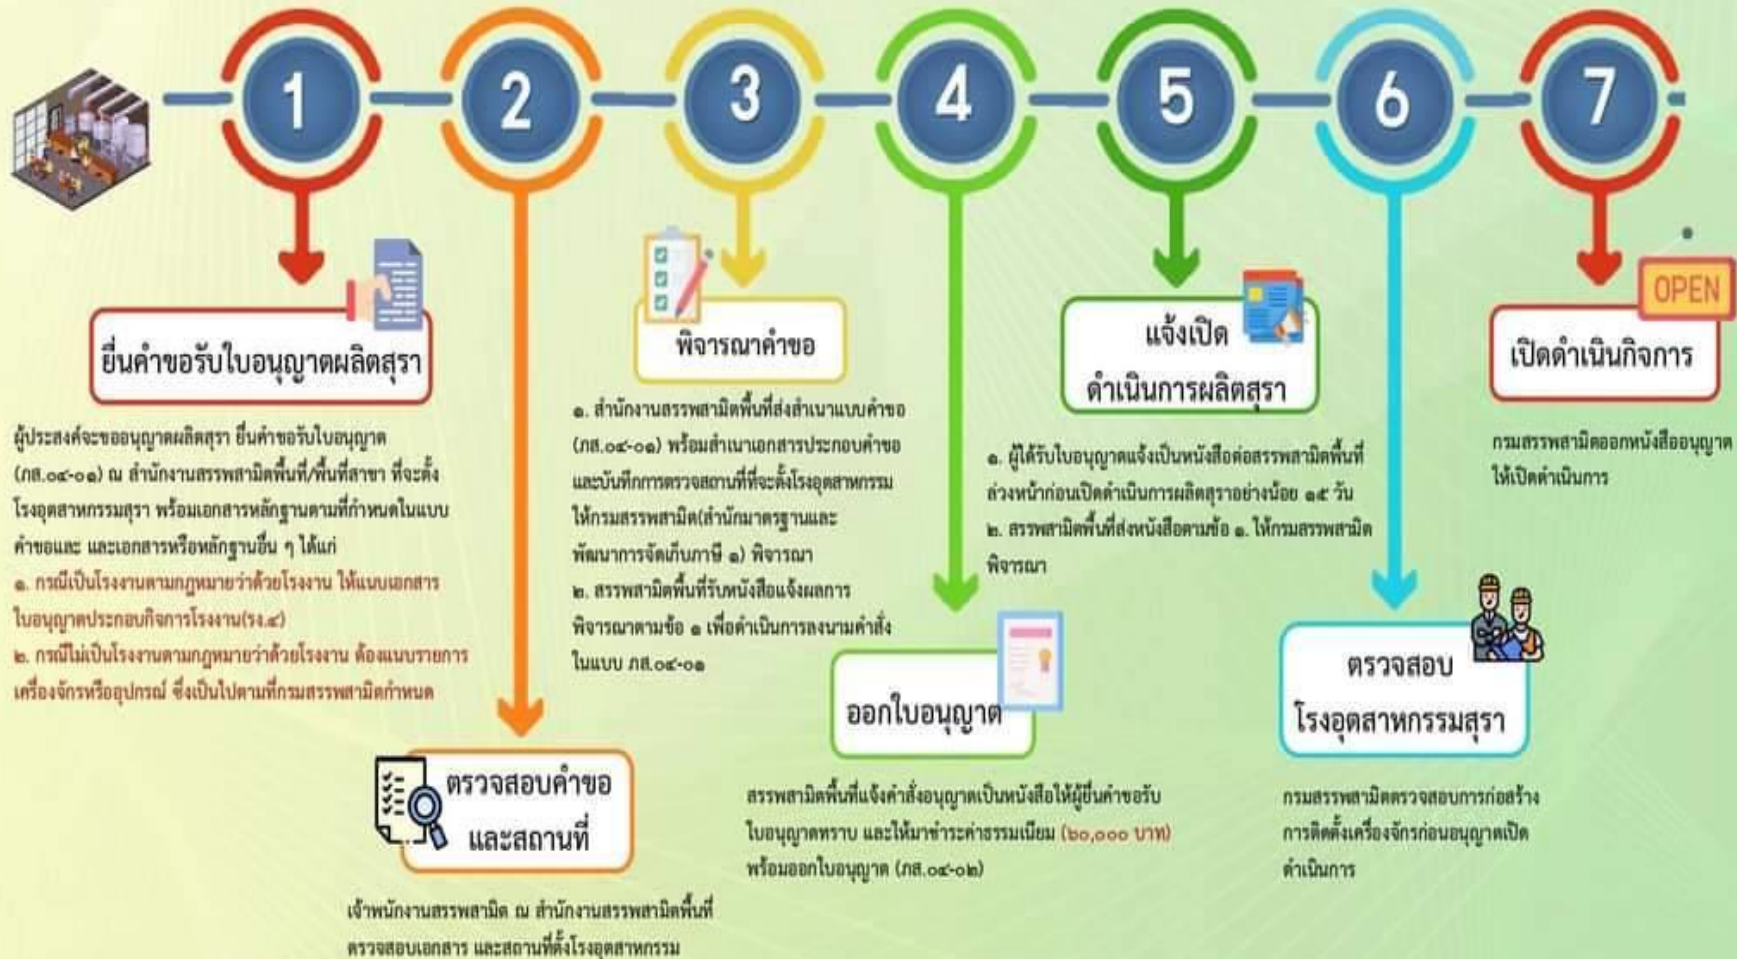 1
2
3
4
5
6
7
ยื่นคำขอรับใบอนุญาตผลิตสุรา
ผู้ประสงค์จะขออนุญาตผลิตสุรา ยื่นคำขอรับใบอนุญาต
(ภส.๐๔-๐๑) ณ สำนักงานสรรพสามิตพื้นที่/พื้นที่สาขา ที่จะตั้ง
โรงอุตสาหกรรมสุรา พร้อมเอกสารหลักฐานตามที่กำหนดในแบบ
คำขอและ และเอกสารหรือหลักฐานอื่น ๆ ได้แก่
๑. กรณีเป็นโรงงานตามกฎหมายว่าด้วยโรงงาน ให้แนบเอกสาร
ใบอนุญาตประกอบกิจการโรงงาน(รง.๔)
๒. กรณีไม่เป็นโรงงานตามกฎหมายว่าด้วยโรงงาน ต้องแนบรายการ
เครื่องจักรหรืออุปกรณ์ ซึ่งเป็นไปตามที่กรมสรรพสามิตกำหนด
ตรวจสอบคำขอ
และสถานที่
เจ้าพนักงานสรรพสามิต ณ สำนักงานสรรพสามิตพื้นที่
ตรวจสอบเอกสาร และสถานที่ตั้งโรงอุตสาหกรรม
พิจารณาคำขอ
๑. สำนักงานสรรพสามิตพื้นที่ส่งสำเนาแบบคำขอ
(ภส.๐๔-๐๑) พร้อมสำเนาเอกสารประกอบคำขอ
และบันทึกการตรวจสถานที่ที่จะตั้งโรงอุตสาหกรรม
ให้กรมสรรพสามิต(สำนักมาตรฐานและ
พัฒนาการจัดเก็บภาษี ๑) พิจารณา
๒. สรรพสามิตพื้นที่รับหนังสือแจ้งผลการ
พิจารณาตามข้อ ๑ เพื่อดำเนินการลงนามคำสั่ง
ในแบบ ภส.๐๔-๐๑
ออกใบอนุญาต
สรรพสามิตพื้นที่แจ้งคำสั่งอนุญาตเป็นหนังสือให้ผู้ยื่นคำขอรับ
ใบอนุญาตทราบ และให้มาชำระค่าธรรมเนียม (๖๐,๐๐๐ บาท)
พร้อมออกใบอนุญาต (ภส.๐๔-๐๒)
แจ้งเปิด
ดำเนินการผลิตสุรา
๑. ผู้ได้รับใบอนุญาตแจ้งเป็นหนังสือต่อสรรพสามิตพื้นที่
ล่วงหน้าก่อนเปิดดำเนินการผลิตสุราอย่างน้อย ๑๕ วัน
๒. สรรพสามิตพื้นที่ส่งหนังสือตามข้อ ๑. ให้กรมสรรพสามิต
พิจารณา
ตรวจสอบ
โรงอุตสาหกรรมสุรา
กรมสรรพสามิตตรวจสอบการก่อสร้าง
การติดตั้งเครื่องจักรก่อนอนุญาตเปิด
ดำเนินการ
OPEN
เปิดดำเนินกิจการ
กรมสรรพสามิตออกหนังสืออนุญาต
ให้เปิดดำเนินการ